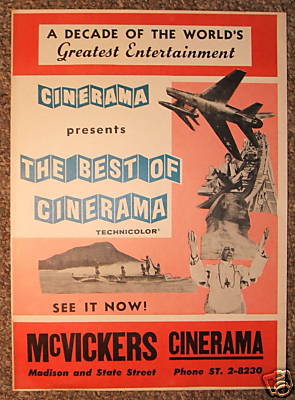 A DECADE OF THE WORLD'S
Greatest Entertainment
CINERAMA
presents
THE BEST OF
CINERAMA
TECHNICOLOR®
SEE IT NOW!
McVICKERS CINERAMA
Madison and State Street Phone ST. 2-8230